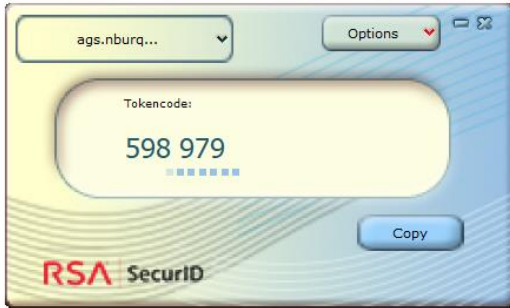 ags.nburq...
Options
Tokencode:
598 979
Copy
RSA SecurID